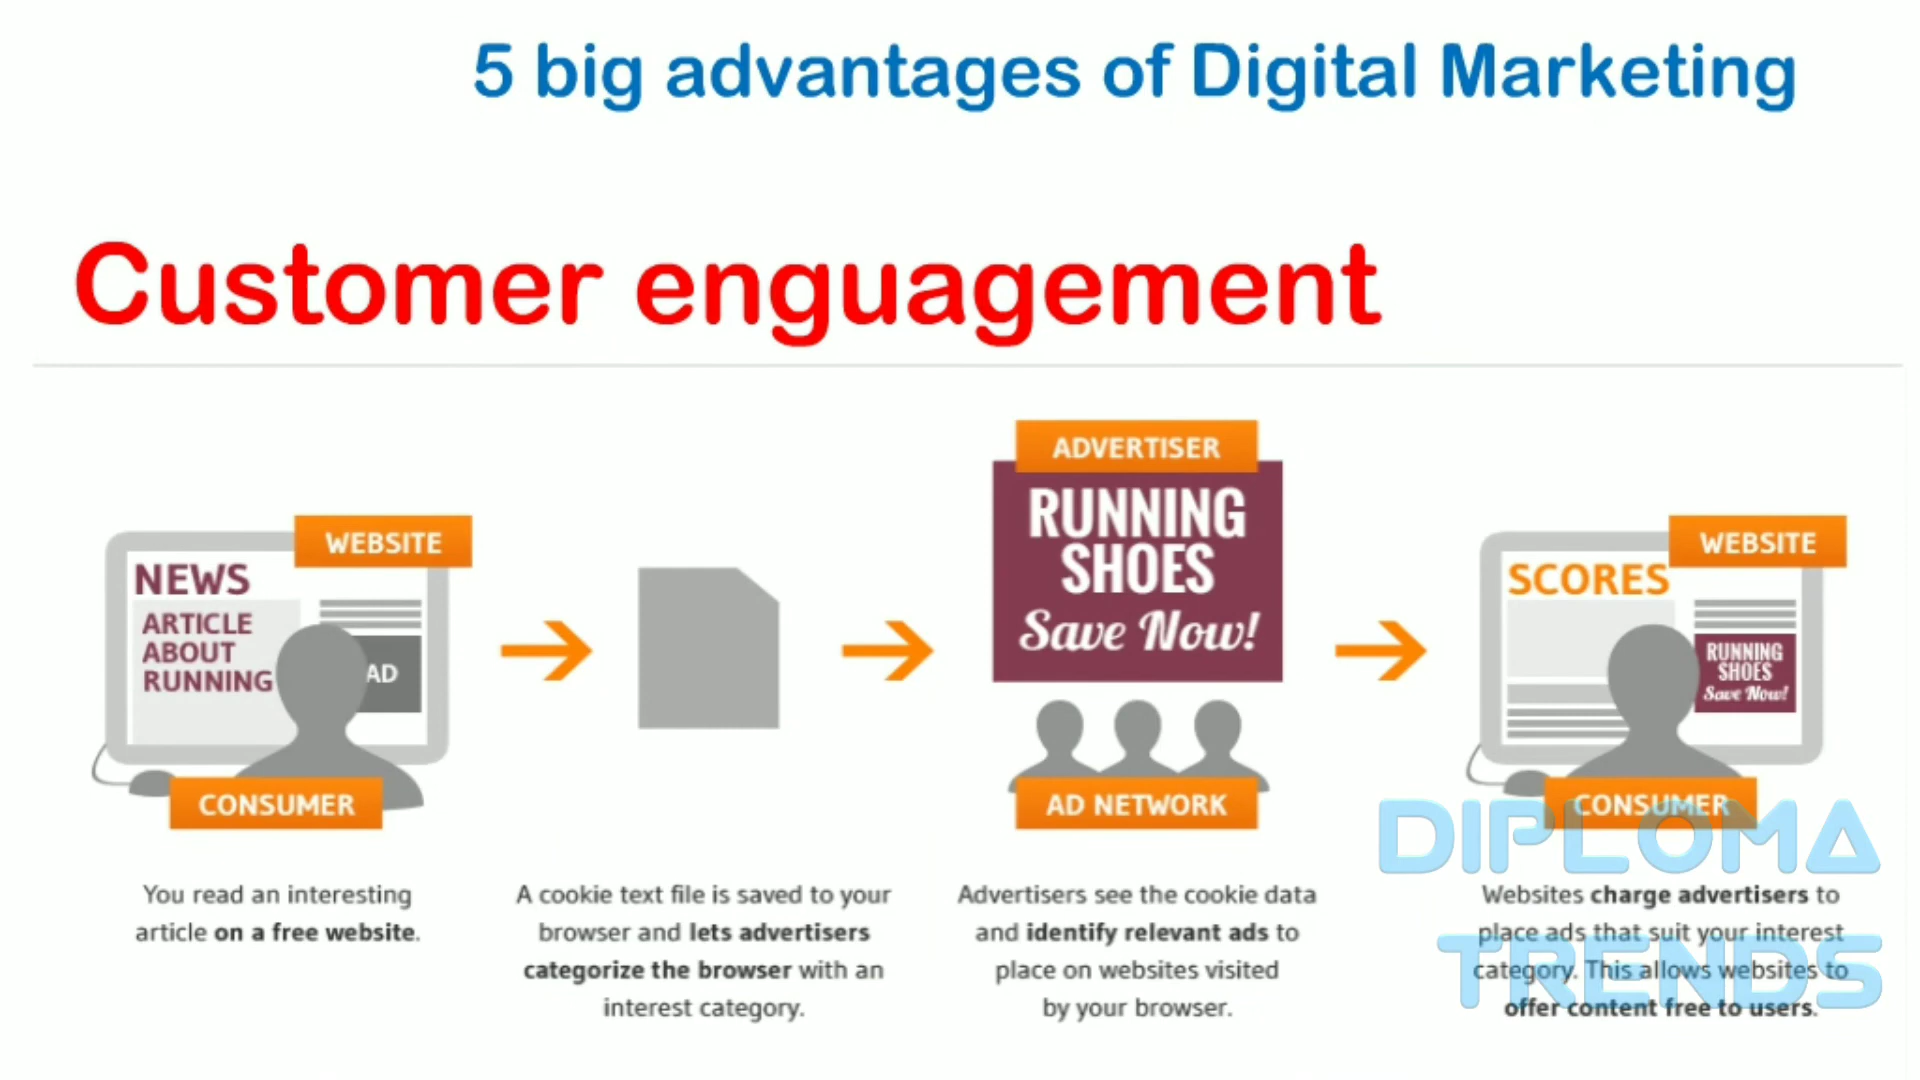 5 big advantages of Digital Marketing
Customer enguagement
WEBSITE
NEWS
ARTICLE
ABOUT
RUNNING
AD
CONSUMER
ADVERTISER
RUNNING
SHOES
Save Now!
AD NETWORK
WEBSITE
SCORES
RUNNING
SHOES
Save Now!
CONSUMER
You read an interesting
article on a free website.
A cookie text file is saved to your
browser and lets advertisers
categorize the browser with an
interest category.
Advertisers see the cookie data
and identify relevant ads to
place on websites visited
by your browser.
Websites charge advertisers to
place ads that suit your interest
category. This allows websites to
offer content free to users.
DIPLOMA
TRENDS